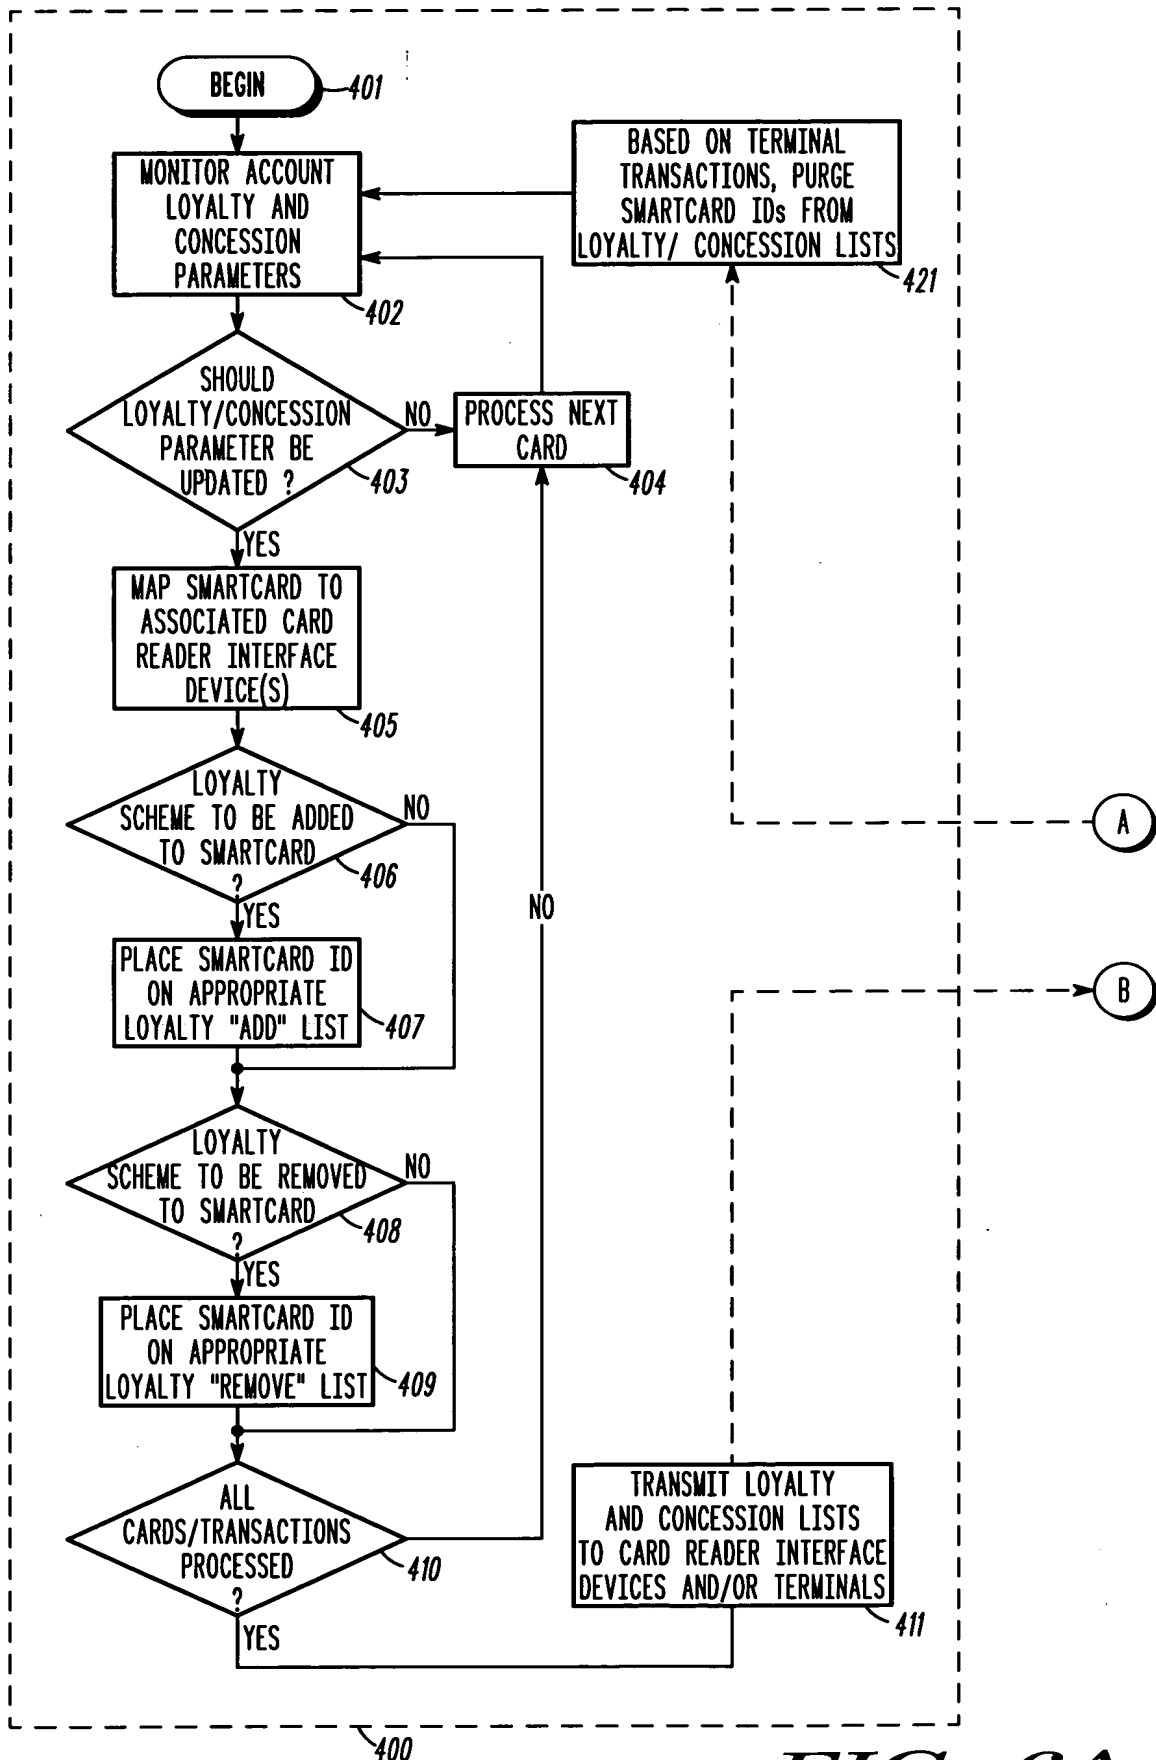 BEGIN
401
MONITOR ACCOUNT
LOYALTY AND
CONCESSION
PARAMETERS
402
BASED ON TERMINAL
TRANSACTIONS, PURGE
SMARTCARD IDs FROM
LOYALTY/ CONCESSION LISTS
421
SHOULD
LOYALTY/CONCESSION
PARAMETER BE
UPDATED ?
403
NO
PROCESS NEXT
CARD
404
YES
MAP SMARTCARD TO
ASSOCIATED CARD
READER INTERFACE
DEVICE(S)
405
LOYALTY
SCHEME TO BE ADDED
TO SMARTCARD
?
406
NO
A
YES
NO
PLACE SMARTCARD ID
ON APPROPRIATE
LOYALTY "ADD" LIST
407
B
LOYALTY
SCHEME TO BE REMOVED
TO SMARTCARD
?
408
NO
YES
PLACE SMARTCARD ID
ON APPROPRIATE
LOYALTY "REMOVE" LIST
409
ALL
CARDS/TRANSACTIONS
PROCESSED
?
410
YES
TRANSMIT LOYALTY
AND CONCESSION LISTS
TO CARD READER INTERFACE
DEVICES AND/OR TERMINALS
411
400
FIG. 6A